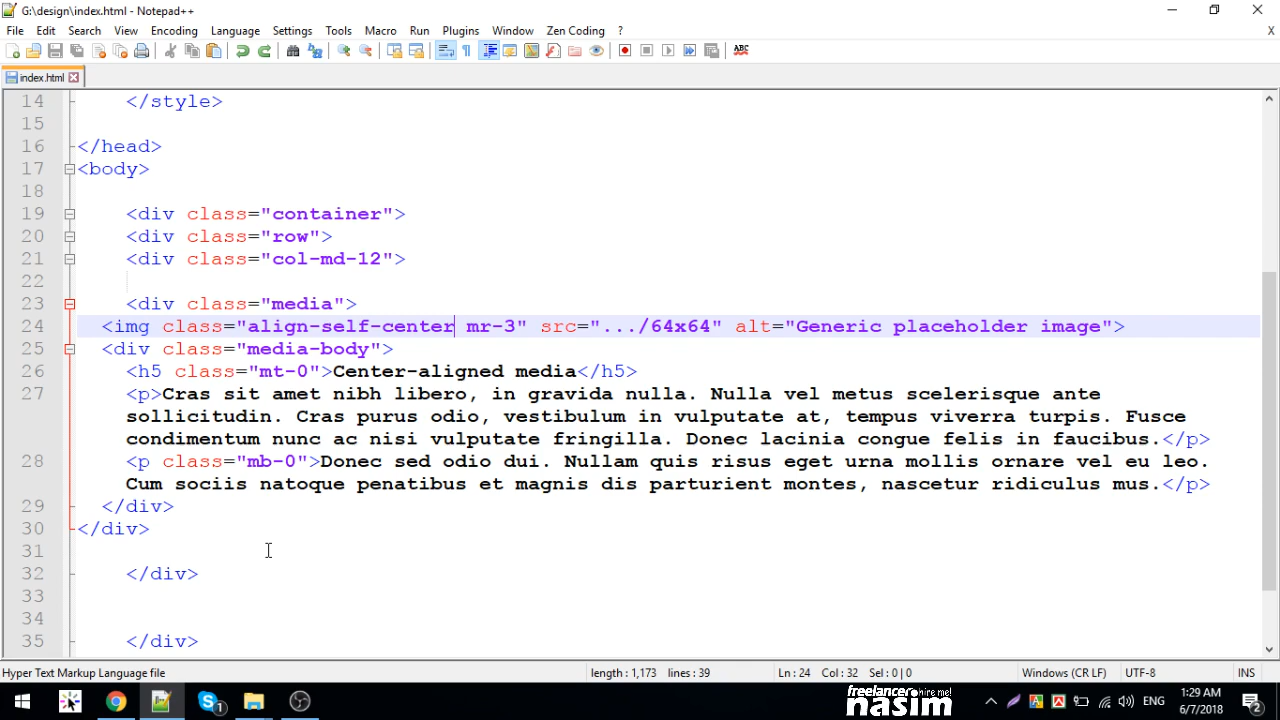 G:\design\index.html - Notepad++
File Edit Search View Encoding Language Settings Tools Macro Run Plugins Window Zen Coding ? X
ABC
index.html
14 </style>
15
16 </head>
17 <body>
18
19 <div class="container">
20 <div class="row">
21 <div class="col-md-12">
22
23 <div class="media">
24 <img class="align-self-center mr-3" src=".../64x64" alt="Generic placeholder image">
25 <div class="media-body">
26 <h5 class="mt-0">Center-aligned media</h5>
27 <p>Cras sit amet nibh libero, in gravida nulla. Nulla vel metus scelerisque ante
sollicitudin. Cras purus odio, vestibulum in vulputate at, tempus viverra turpis. Fusce
condimentum nunc ac nisi vulputate fringilla. Donec lacinia congue felis in faucibus.</p>
28 <p class="mb-0">Donec sed odio dui. Nullam quis risus eget urna mollis ornare vel eu leo.
Cum sociis natoque penatibus et magnis dis parturient montes, nascetur ridiculus mus.</p>
29 </div>
30 </div>
31
32 </div>
33
34
35 </div>
Hyper Text Markup Language file length : 1,173 lines : 39 Ln : 24 Col : 32 Sel : 0 | 0 Windows (CR LF) UTF-8 INS
freelancer hire me!
nasim
ENG
1:29 AM
6/7/2018
1
2